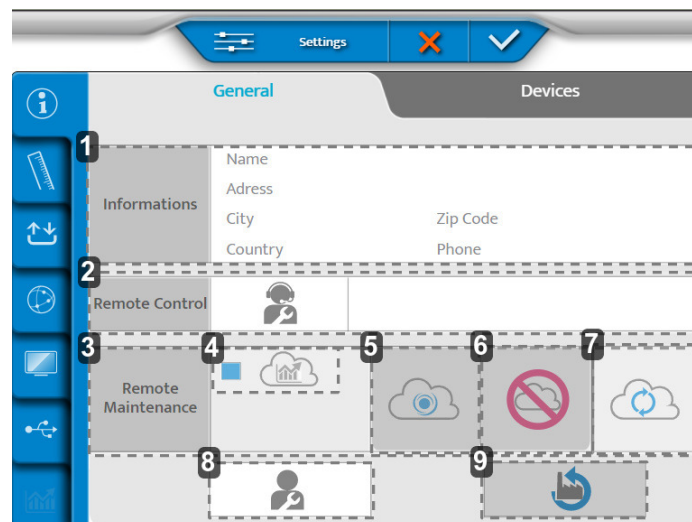 Settings
General
Devices
1
Informations
Name
Adress
City
Zip Code
Country
Phone
2
Remote Control
3
Remote
Maintenance
4
5
6
7
8
9